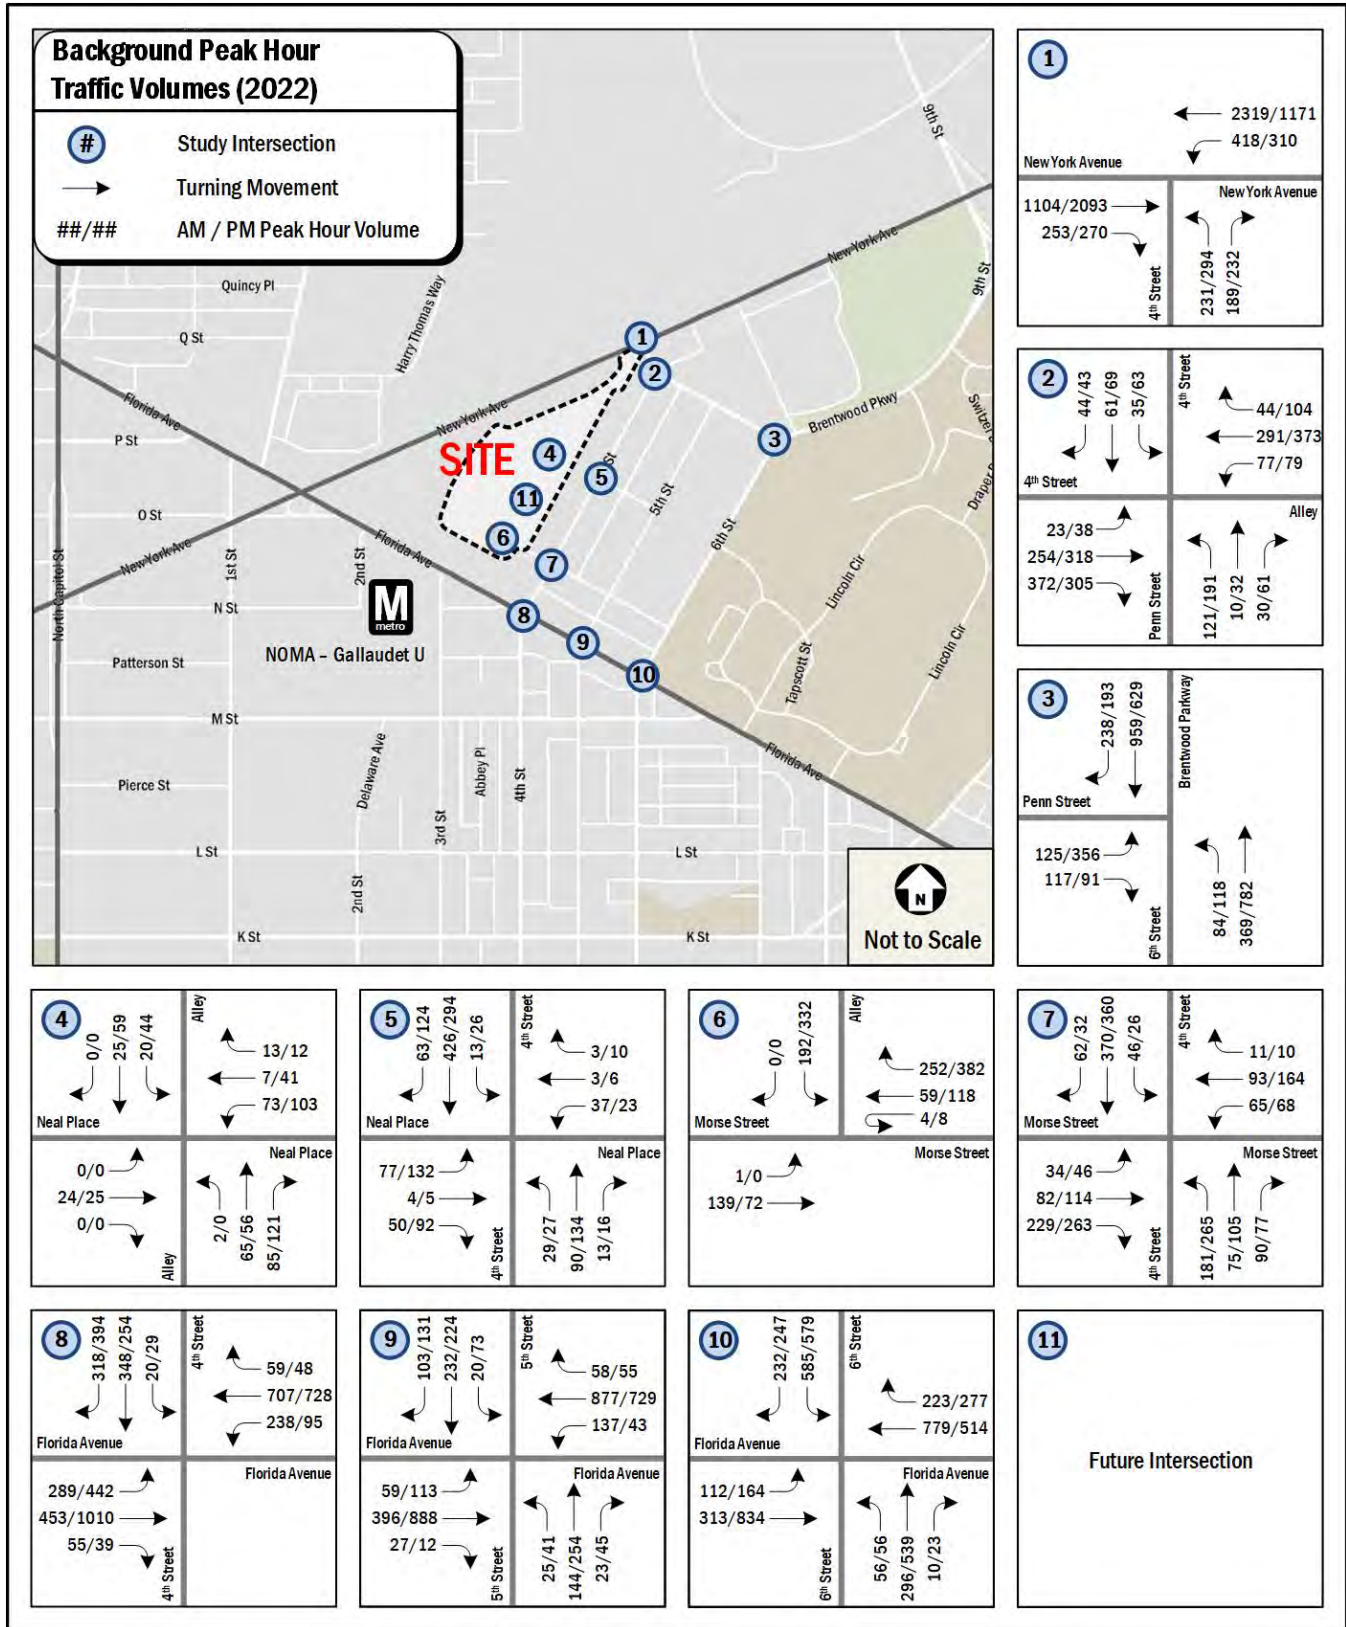 Background Peak Hour
Traffic Volumes (2022)
# Study Intersection
Turning Movement
##/## AM / PM Peak Hour Volume
Quincy Pl
Q St
Harry Thomas Way
Florida Ave
P St
New York Ave
O St
New York Ave
North Capitol St
1st St
2nd St
Florida Ave
N St
Patterson St
M
metro
NOMA – Gallaudet U
M St
Pierce St
Delaware Ave
Abbey Pl
4th St
3rd St
L St
L St
2nd St
K St
K St
SITE
New York Ave
9th St
9th St
Brentwood Pkwy
St
5th St
6th St
Lincoln Cir
Lincoln Cir
Tapscott St
Florida Ave
1
2
3
4
5
11
6
7
8
9
10
N
Not to Scale
1
2319/1171
418/310
New York Avenue
New York Avenue
1104/2093
253/270
4th Street
231/294
189/232
2
44/43
61/69
35/63
4th Street
44/104
291/373
77/79
4th Street
Alley
23/38
254/318
372/305
Penn Street
121/191
10/32
30/61
3
238/193
959/629
Brentwood Parkway
Penn Street
125/356
117/91
6th Street
84/118
369/782
4
0/0
25/59
20/44
Alley
13/12
7/41
73/103
Neal Place
Neal Place
0/0
24/25
0/0
Alley
2/0
65/56
85/121
5
63/124
426/294
13/26
4th Street
3/10
3/6
37/23
Neal Place
Neal Place
77/132
4/5
50/92
4th Street
29/27
90/134
13/16
6
0/0
192/332
Alley
252/382
59/118
4/8
Morse Street
Morse Street
1/0
139/72
7
62/32
370/360
46/26
4th Street
11/10
93/164
65/68
Morse Street
Morse Street
34/46
82/114
229/263
4th Street
181/265
75/105
90/77
8
318/394
348/254
20/29
4th Street
59/48
707/728
238/95
Florida Avenue
Florida Avenue
289/442
453/1010
55/39
4th Street
9
103/131
232/224
20/73
5th Street
58/55
877/729
137/43
Florida Avenue
Florida Avenue
59/113
396/888
27/12
5th Street
25/41
144/254
23/45
10
232/247
585/579
6th Street
223/277
779/514
Florida Avenue
Florida Avenue
112/164
313/834
6th Street
56/56
296/539
10/23
11
Future Intersection